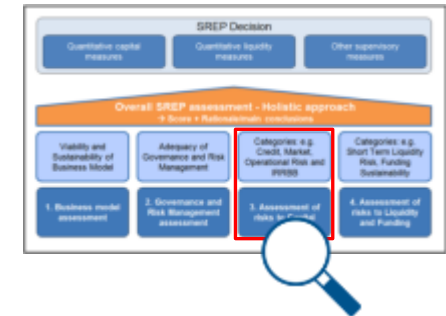 SREP Decision
Quantitative capital
measures
Quantitative liquidity
measures
Other supervisory
measures
Overall SREP assessment - Holistic approach
→ Score + Rationale/main conclusions
Viability and
Sustainability of
Business Model
Adequacy of
Governance and Risk
Management
Categories: e.g.
Credit, Market,
Operational Risk and
IRRBB
Categories: e.g.
Short Term Liquidity
Risk, Funding
Sustainability
1. Business model
assessment
2. Governance and
Risk Management
assessment
3. Assessment of
risks to Capital
4. Assessment of
risks to Liquidity
and Funding